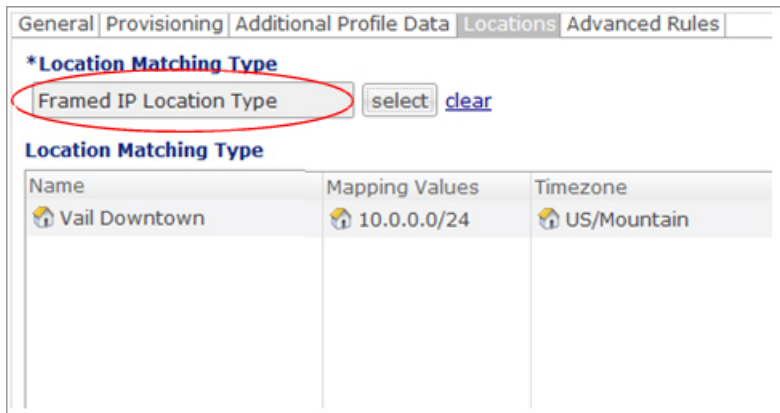 General Provisioning Additional Profile Data Locations Advanced Rules
*Location Matching Type
Framed IP Location Type select clear
Location Matching Type
Name Mapping Values Timezone
Vail Downtown 10.0.0.0/24 US/Mountain